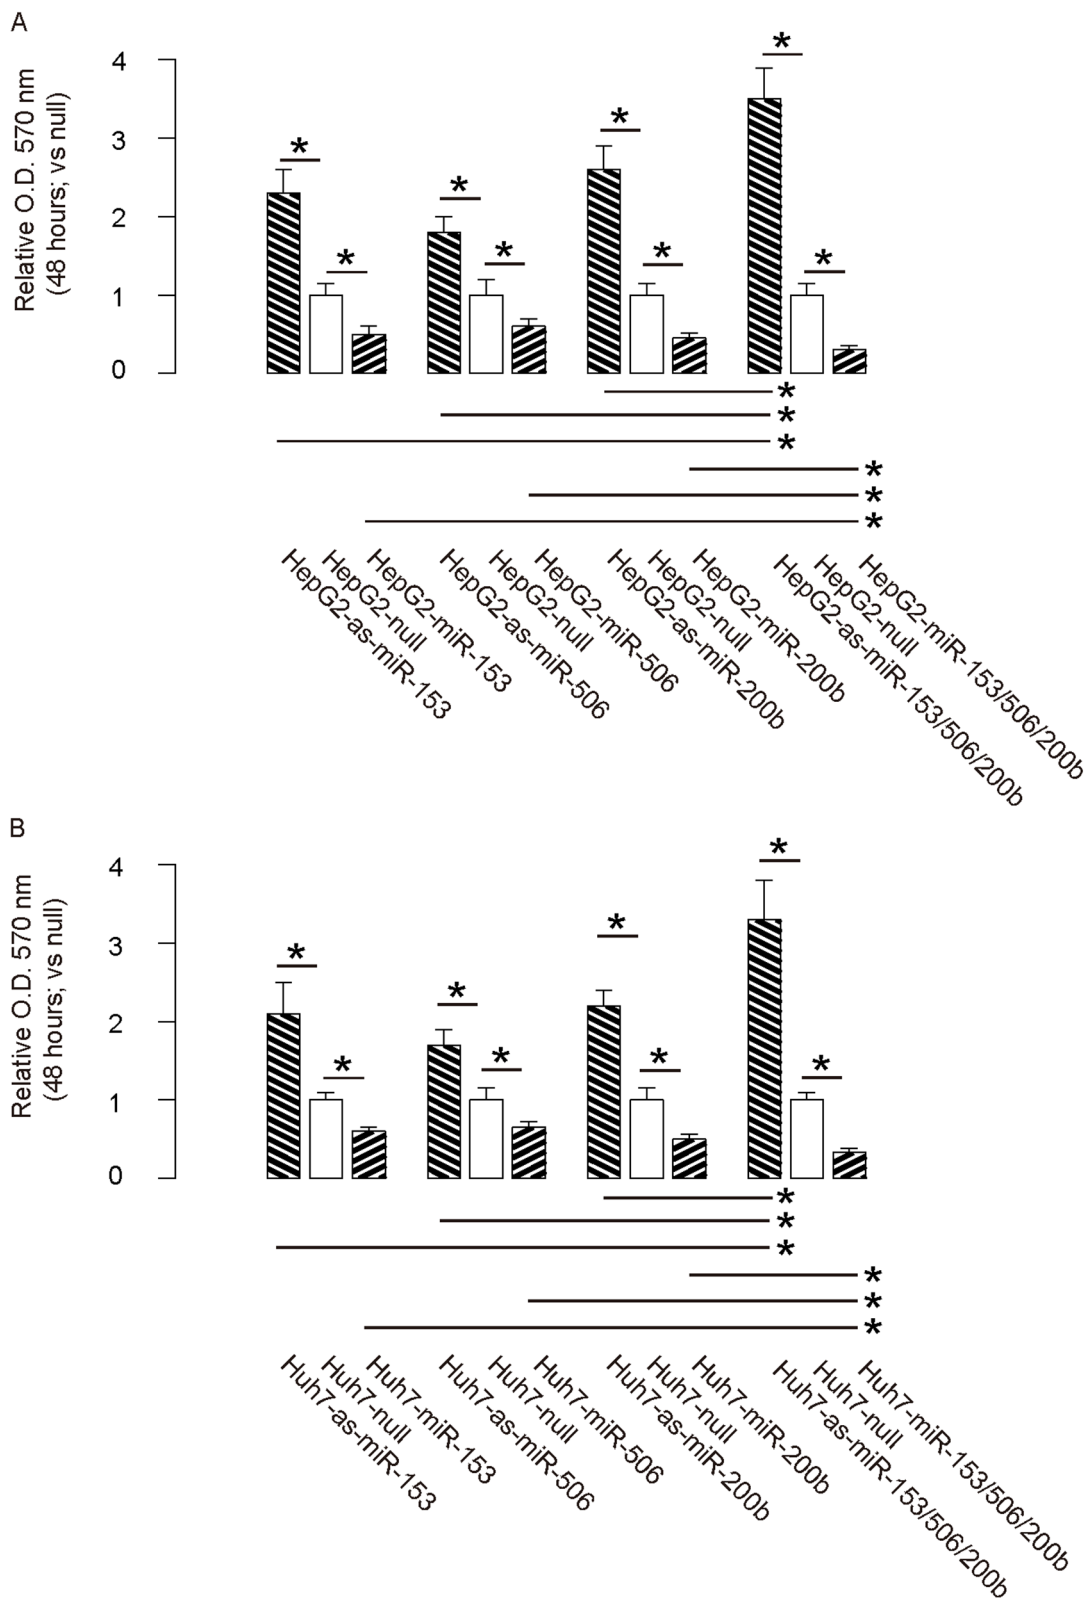 A
Relative O.D. 570 nm
(48 hours; vs null)
4
3
2
1
0
*
*
*
*
*
*
*
*
*
*
*
*
*
*
HepG2-as-miR-153
HepG2-null
HepG2-miR-153
HepG2-as-miR-506
HepG2-null
HepG2-miR-506
HepG2-as-miR-200b
HepG2-null
HepG2-miR-200b
HepG2-as-miR-153/506/200b
HepG2-null
HepG2-miR-153/506/200b
B
Relative O.D. 570 nm
(48 hours; vs null)
4
3
2
1
0
*
*
*
*
*
*
*
*
*
*
*
*
*
*
Huh7-as-miR-153
Huh7-null
Huh7-miR-153
Huh7-as-miR-506
Huh7-null
Huh7-miR-506
Huh7-as-miR-200b
Huh7-null
Huh7-miR-200b
Huh7-as-miR-153/506/200b
Huh7-null
Huh7-miR-153/506/200b